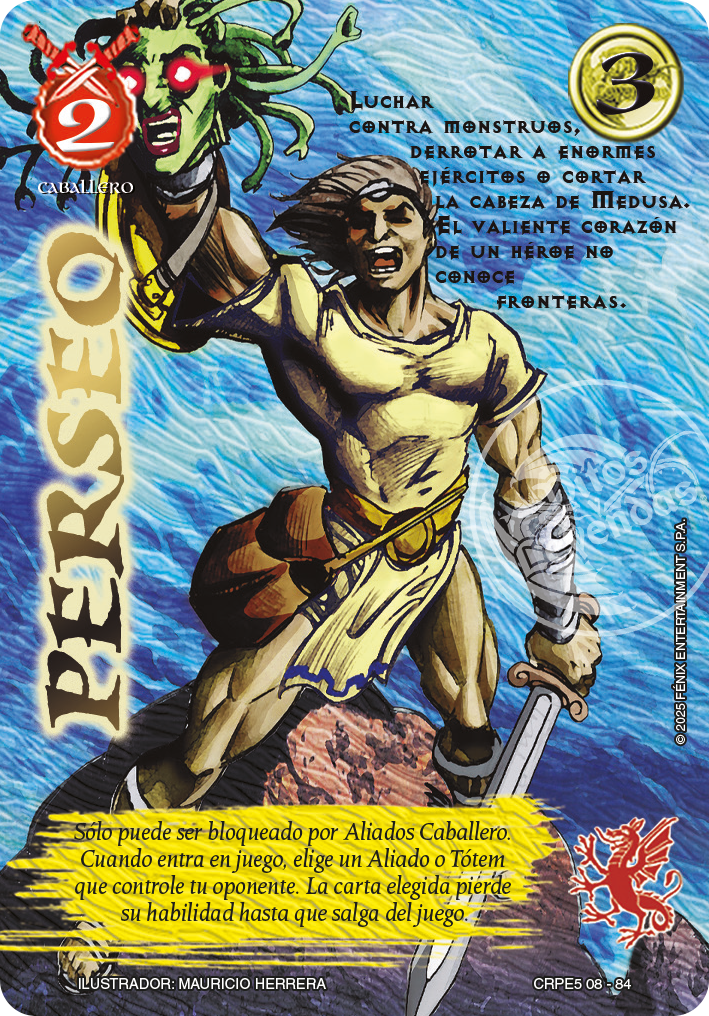 2
CABALLERO
3
LUCHAR
CONTRA MONSTRUOS,
DERROTAR A ENORMES
EJÉRCITOS O CORTAR
LA CABEZA DE MEDUSA.
EL VALIENTE CORAZÓN
DE UN HÉROE NO
CONOCE
FRONTERAS.
PERSEO
© 2025 FÉNIX ENTERTAINMENT S.P.A.
Sólo puede ser bloqueado por Aliados Caballero.
Cuando entra en juego, elige un Aliado o Tótem
que controle tu oponente. La carta elegida pierde
su habilidad hasta que salga del juego.
ILUSTRADOR: MAURICIO HERRERA
CRPE5 08 - 84